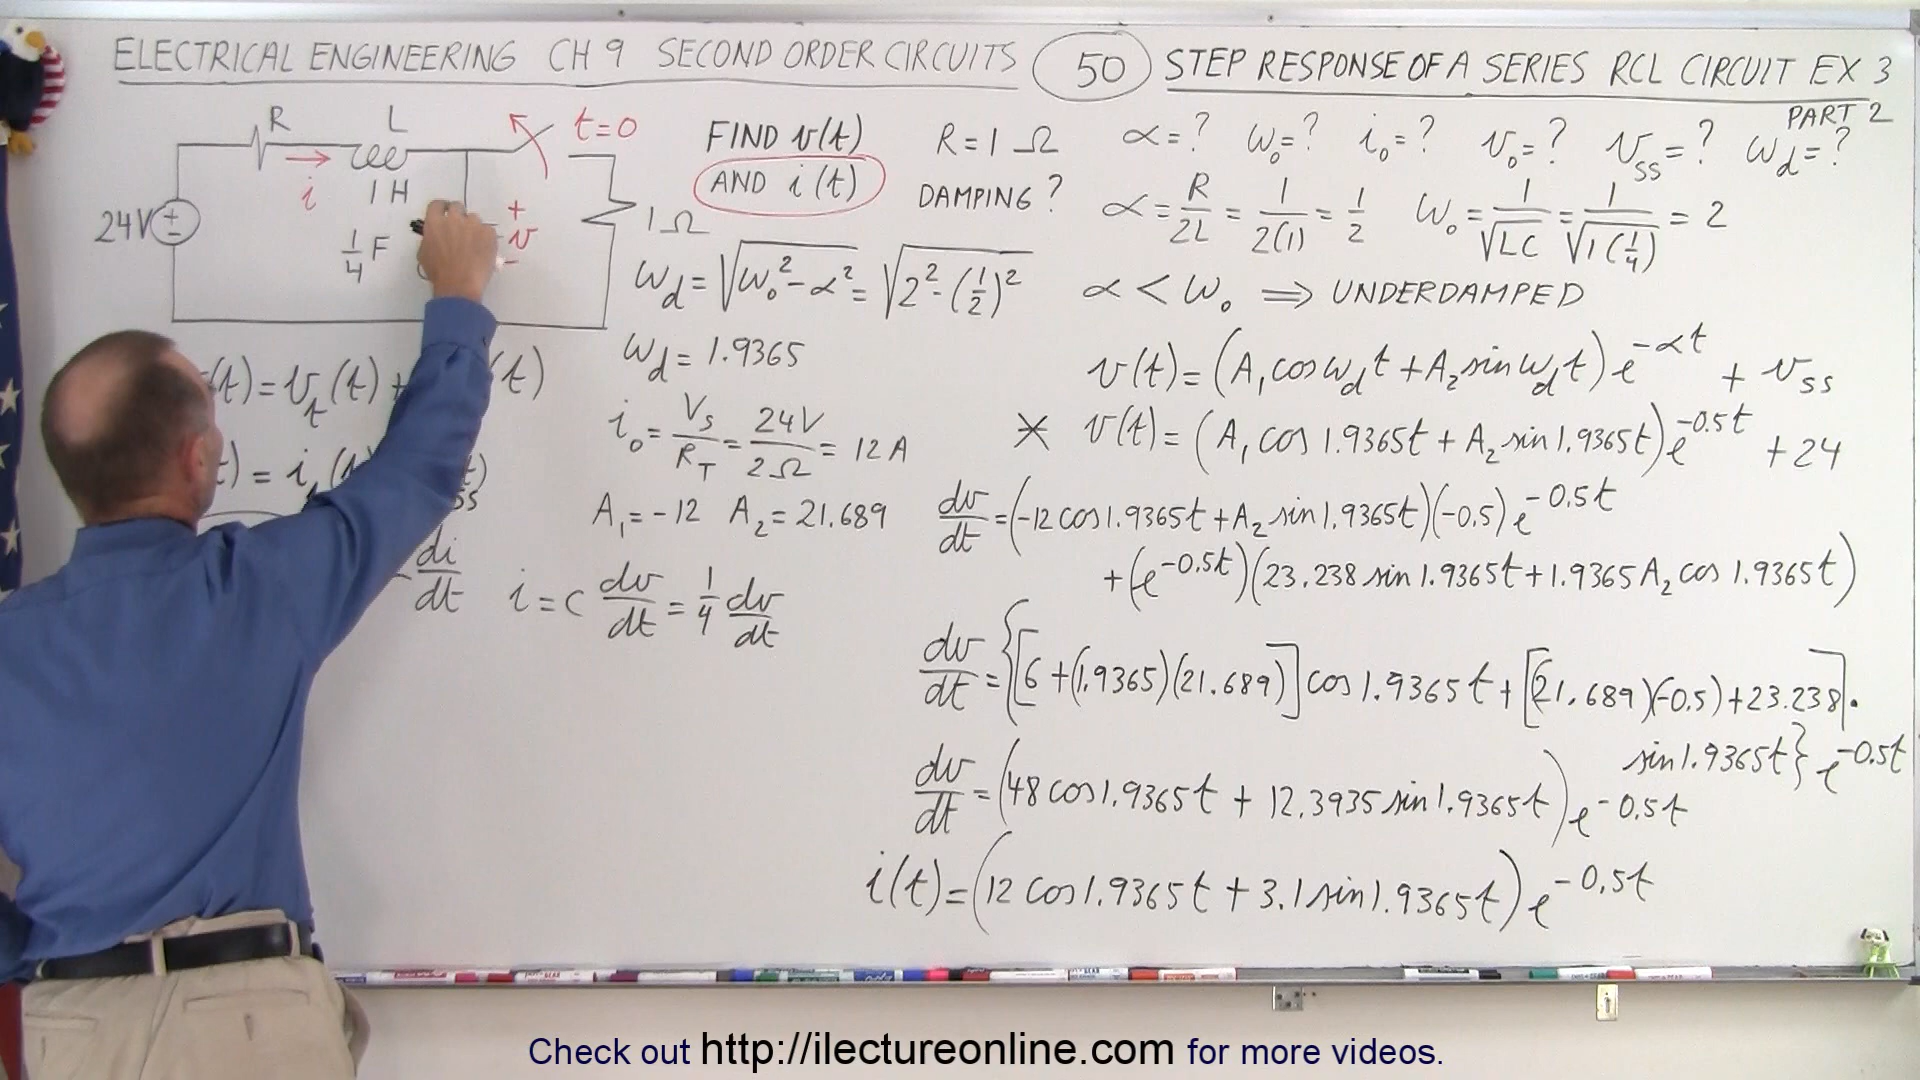 ELECTRICAL ENGINEERING CH 9 SECOND ORDER CIRCUITS 50 STEP RESPONSE OF A SERIES RCL CIRCUIT EX 3
PART 2
R L t=0
i 1 H
24V + −
1/4 F
+ v −
1 Ω
FIND v(t)
AND i(t)
R = 1 Ω α = ? ω₀ = ? i₀ = ? v₀ = ? v_ss = ? ω_d = ?
DAMPING ? α = R/2L = 1/2(1) = 1/2 ω₀ = 1/√LC = 1/√1(1/4) = 2
ω_d = √ω₀² − α² = √2² − (1/2)²
α < ω₀ ⇒ UNDERDAMPED
ω_d = 1.9365
(t) = v_t(t) + (t)
(t) = i_t(
ss
di/dt
i₀ = V_s/R_T = 24V/2Ω = 12 A
A₁ = −12 A₂ = 21.689
i = C dv/dt = 1/4 dv/dt
v(t) = (A₁ cos ω_d t + A₂ sin ω_d t) e^−αt + v_ss
* v(t) = (A₁ cos 1.9365t + A₂ sin 1.9365t) e^−0.5t + 24
dv/dt = (−12 cos 1.9365t + A₂ sin 1.9365t)(−0.5) e^−0.5t
+ (e^−0.5t)(23.238 sin 1.9365t + 1.9365 A₂ cos 1.9365t)
dv/dt = {[6 + (1.9365)(21.689)] cos 1.9365t + [(21.689)(−0.5) + 23.238] ·
sin 1.9365t} e^−0.5t
dv/dt = (48 cos 1.9365t + 12.3935 sin 1.9365t) e^−0.5t
i(t) = (12 cos 1.9365t + 3.1 sin 1.9365t) e^−0.5t
Check out http://ilectureonline.com for more videos.